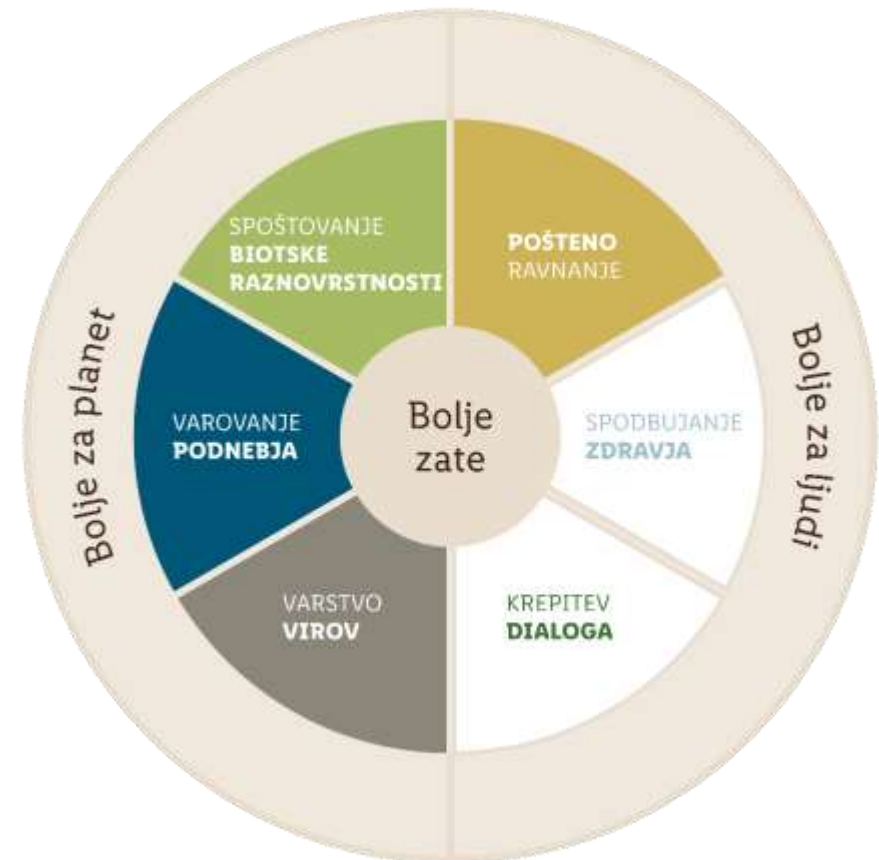 SPOŠTOVANJE
BIOTSKE
RAZNOVRSTNOSTI
POŠTENO
RAVNANJE
Bolje za planet
VAROVANJE
PODNEBJA
Bolje
zate
SPODBUJANJE
ZDRAVJA
Bolje za ljudi
VARSTVO
VIROV
KREPITEV
DIALOGA